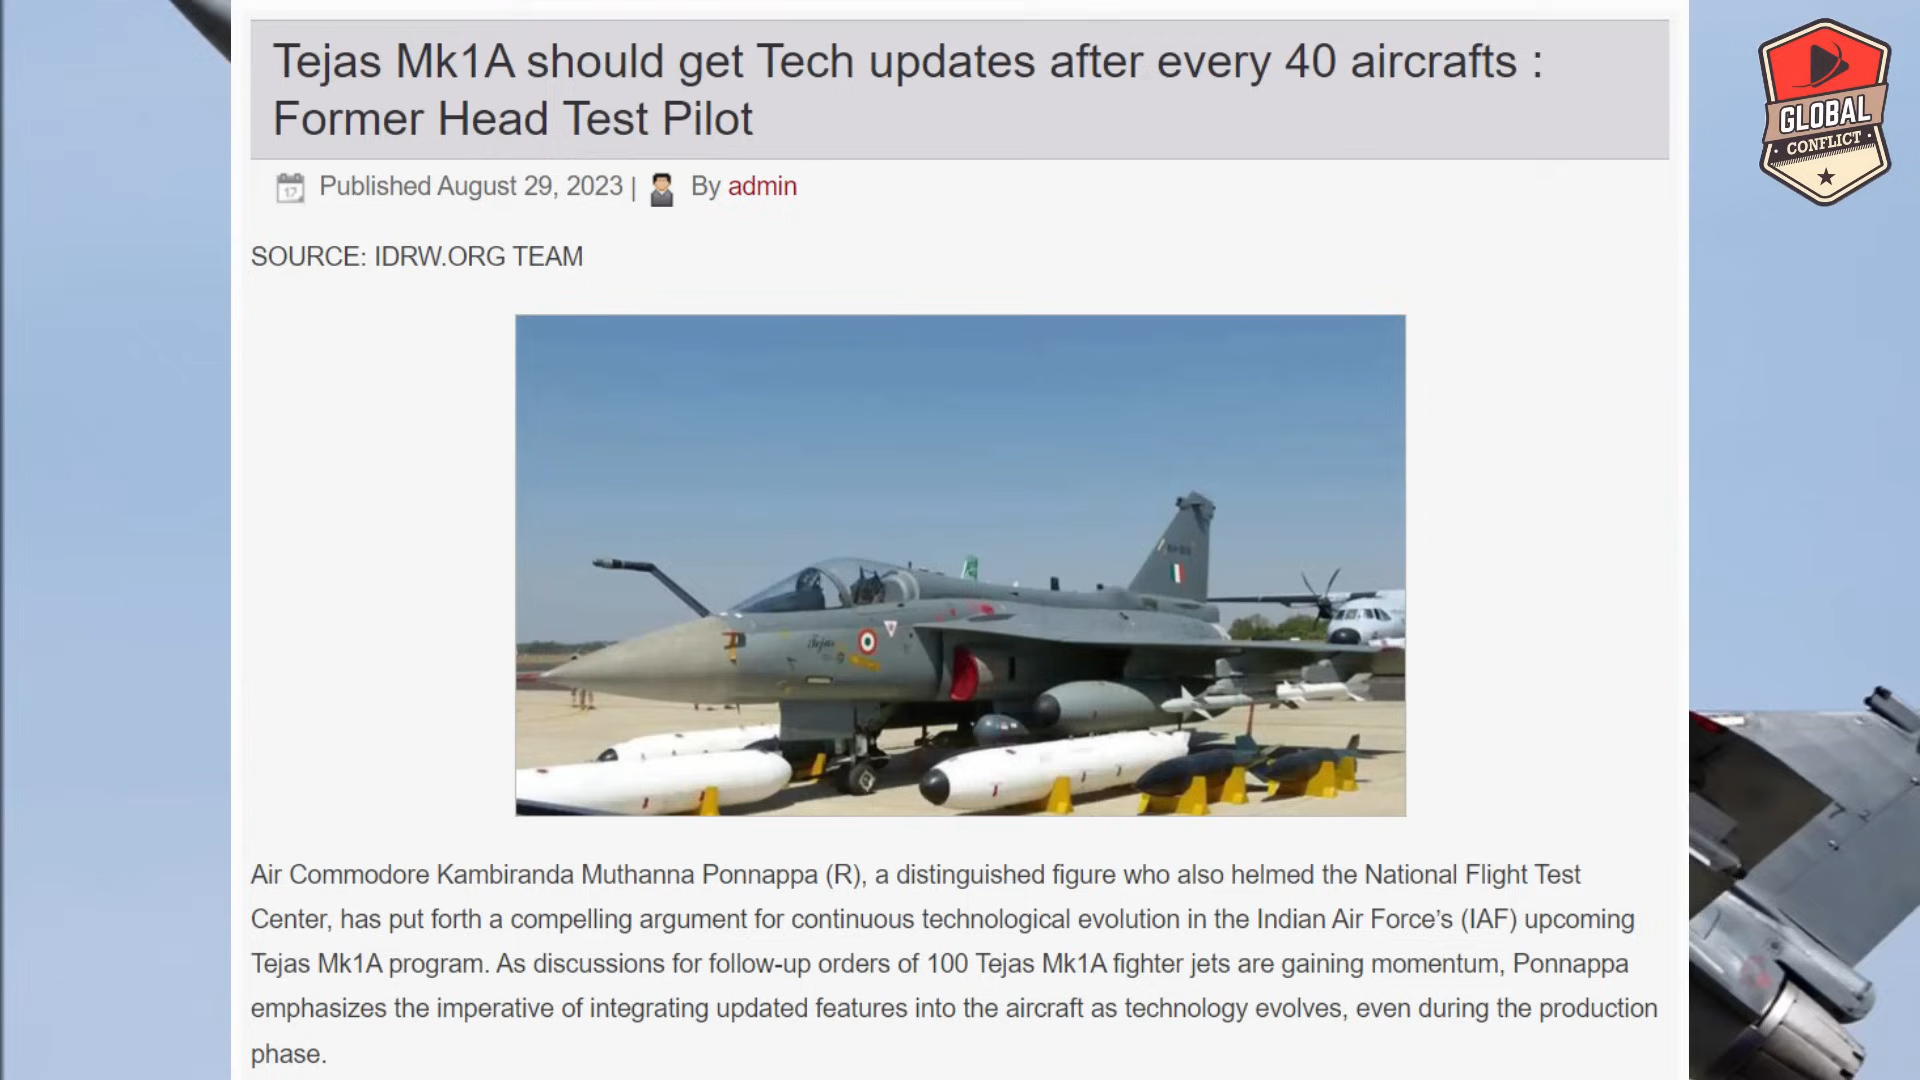 Tejas Mk1A should get Tech updates after every 40 aircrafts :
Former Head Test Pilot
GLOBAL
CONFLICT
17
Published August 29, 2023 | By admin
SOURCE: IDRW.ORG TEAM
Tejas
Air Commodore Kambiranda Muthanna Ponnappa (R), a distinguished figure who also helmed the National Flight Test
Center, has put forth a compelling argument for continuous technological evolution in the Indian Air Force’s (IAF) upcoming
Tejas Mk1A program. As discussions for follow-up orders of 100 Tejas Mk1A fighter jets are gaining momentum, Ponnappa
emphasizes the imperative of integrating updated features into the aircraft as technology evolves, even during the production
phase.